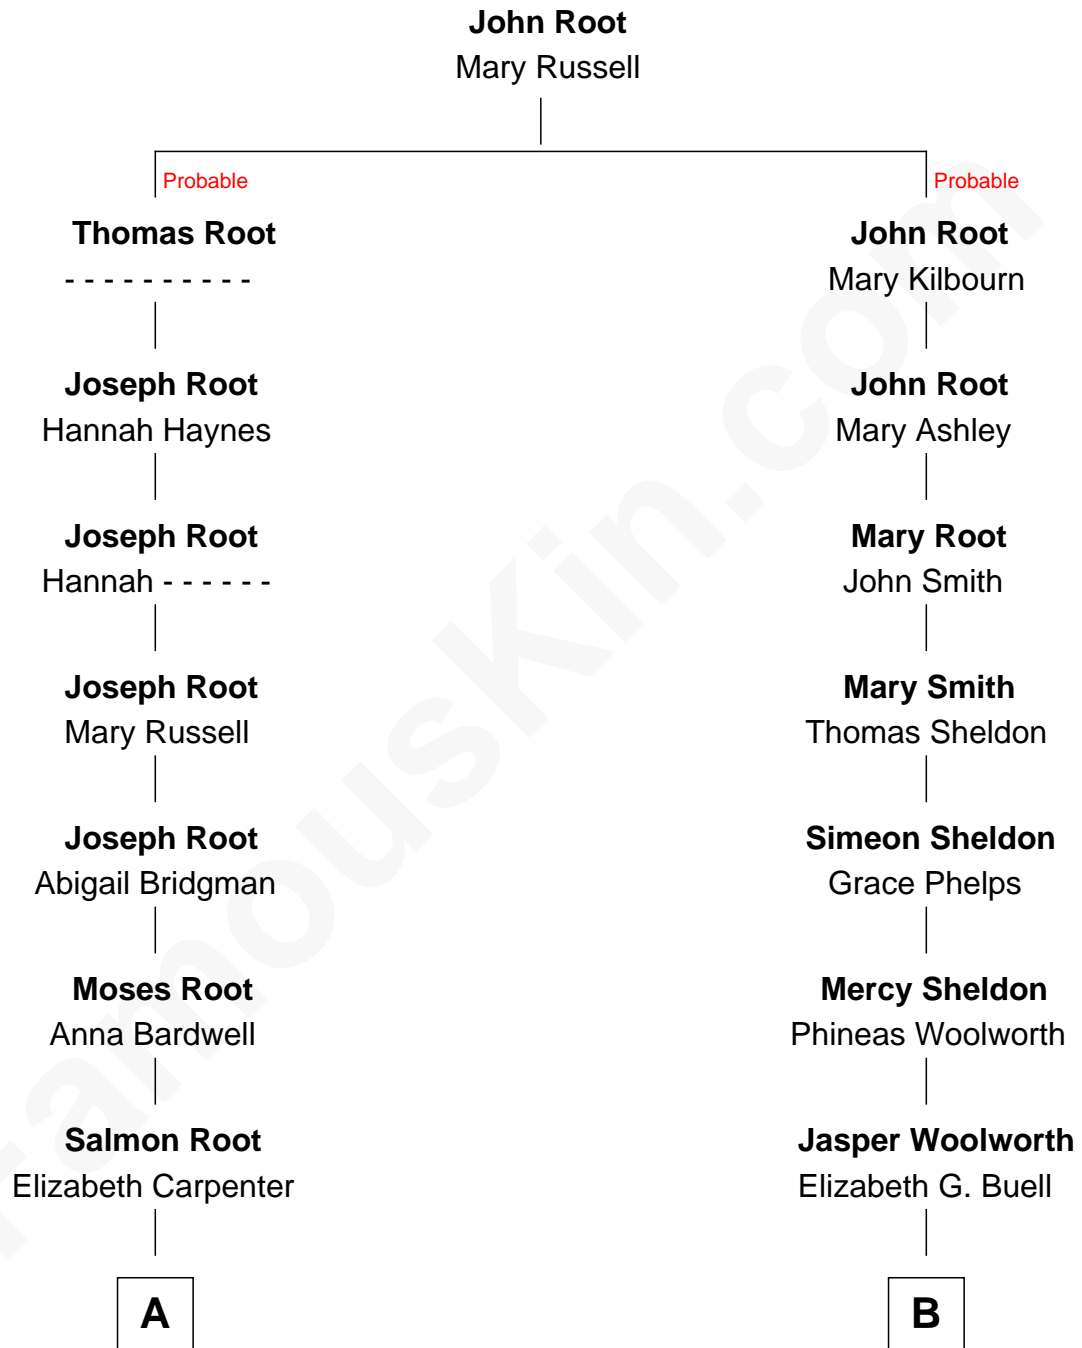 John Root
Mary Russell
Probable
Probable
Thomas Root
- - - - - - - - - -
John Root
Mary Kilbourn
Joseph Root
Hannah Haynes
John Root
Mary Ashley
Joseph Root
Hannah - - - - - -
Mary Root
John Smith
Joseph Root
Mary Russell
Mary Smith
Thomas Sheldon
Joseph Root
Abigail Bridgman
Simeon Sheldon
Grace Phelps
Moses Root
Anna Bardwell
Mercy Sheldon
Phineas Woolworth
Salmon Root
Elizabeth Carpenter
Jasper Woolworth
Elizabeth G. Buell
A
B
FamousKin.com